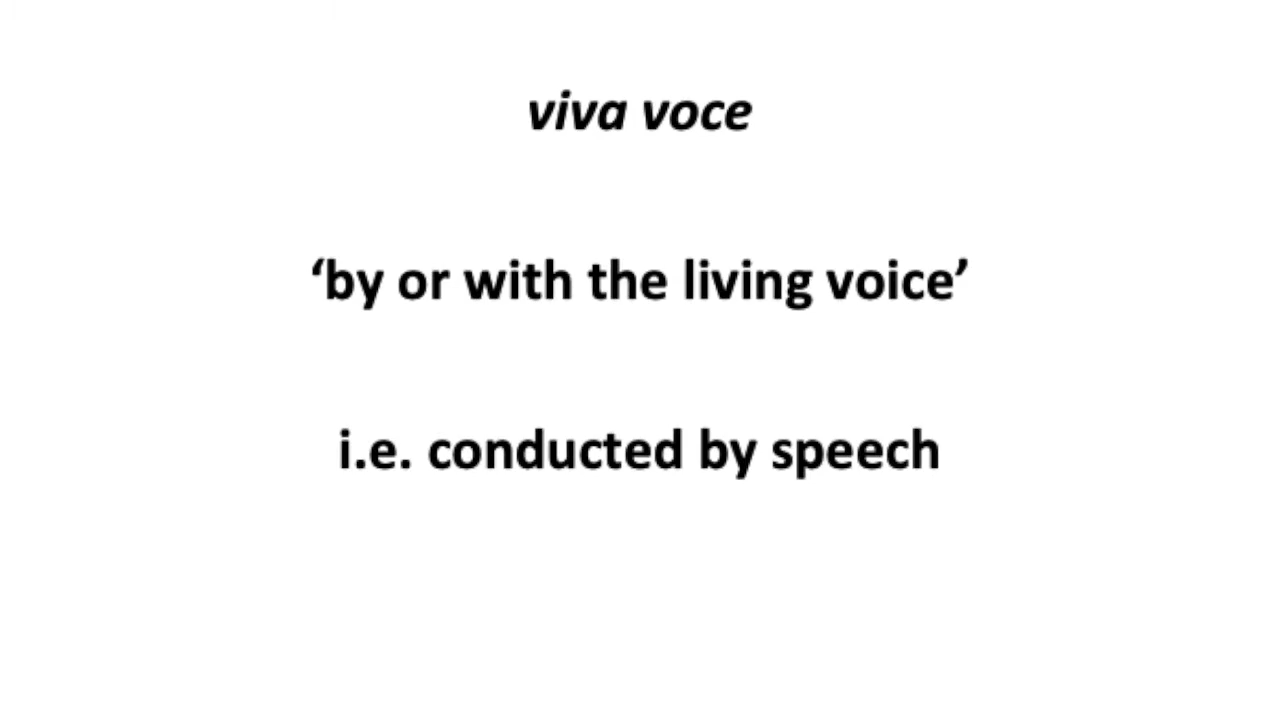 viva voce
‘by or with the living voice’
i.e. conducted by speech